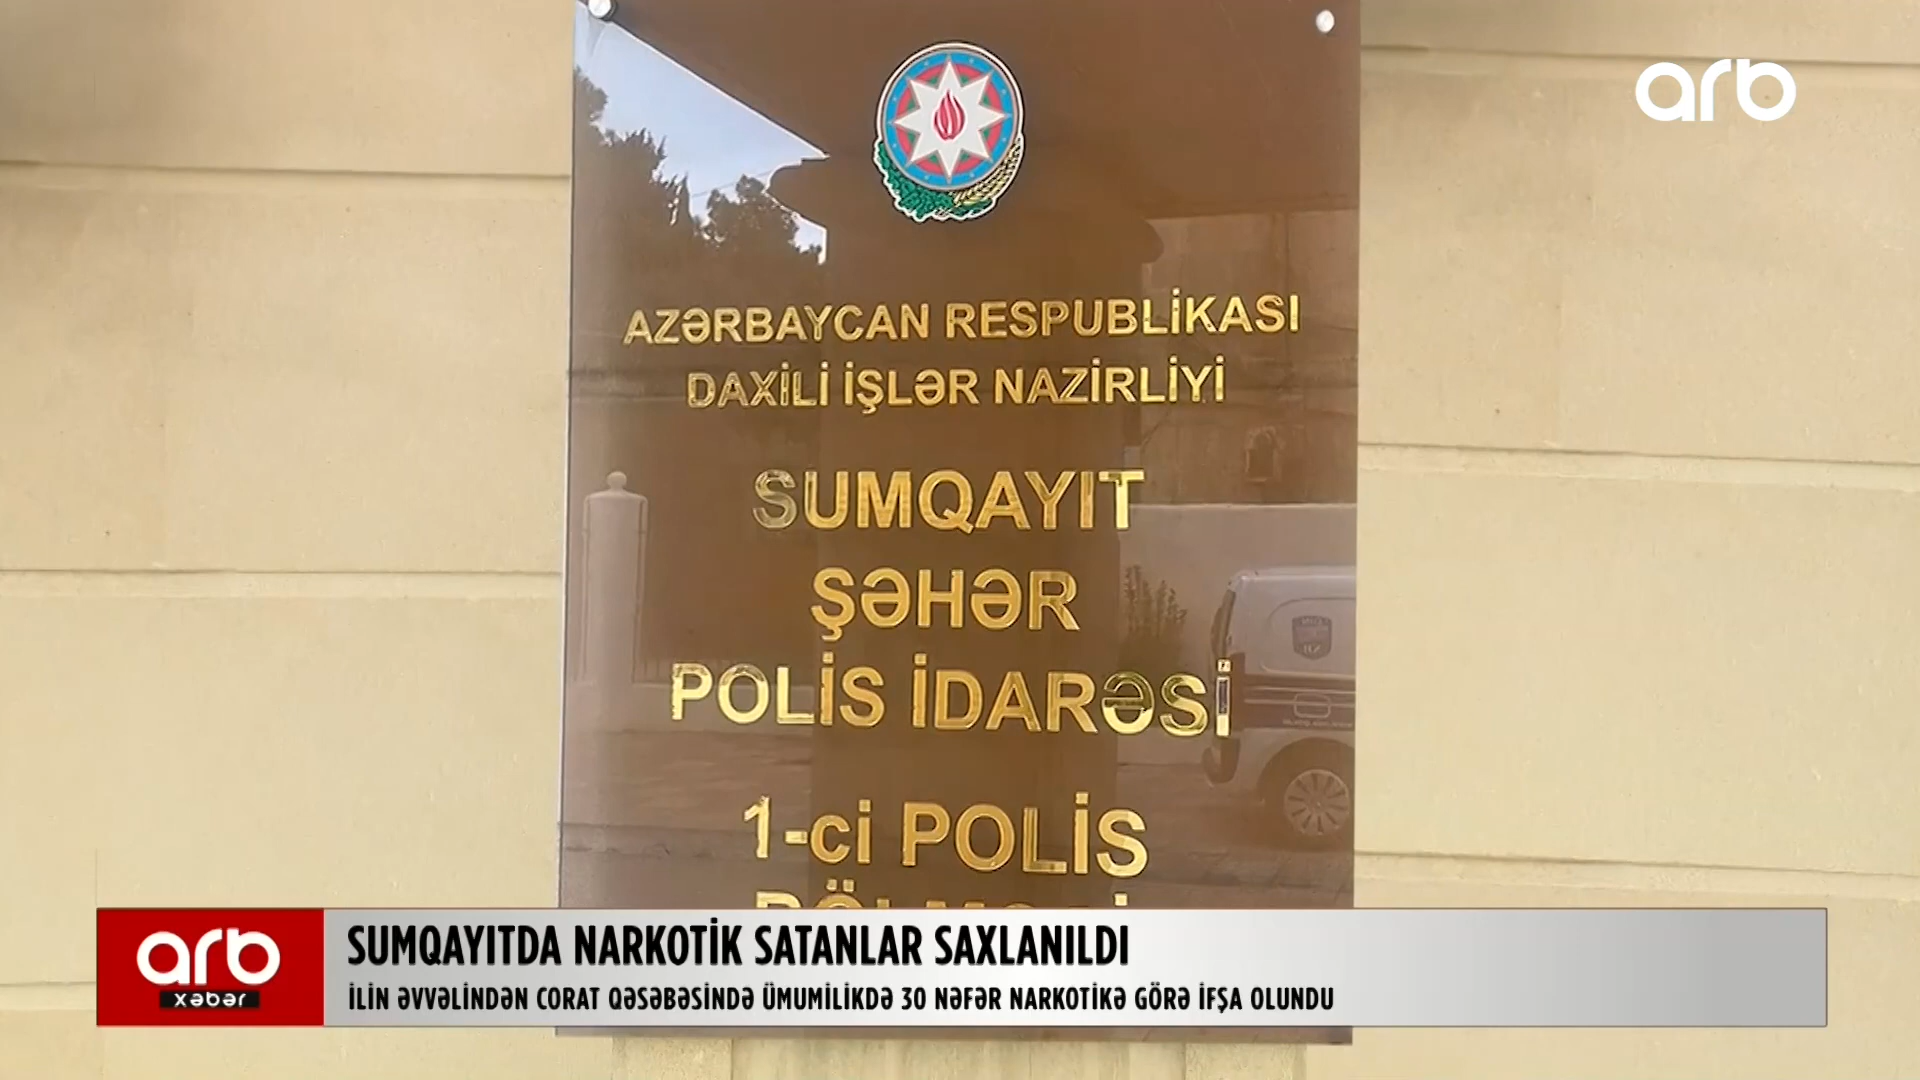 arb
AZƏRBAYCAN RESPUBLİKASI
DAXİLİ İŞLƏR NAZİRLİYİ
SUMQAYIT
ŞƏHƏR
POLİS İDARƏSİ
1-ci POLİS
arb
xəbər
SUMQAYITDA NARKOTİK SATANLAR SAXLANILDI
İLİN ƏVVƏLİNDƏN CORAT QƏSƏBƏSİNDƏ ÜMUMİLİKDƏ 30 NƏFƏR NARKOTİKƏ GÖRƏ İFŞA OLUNDU